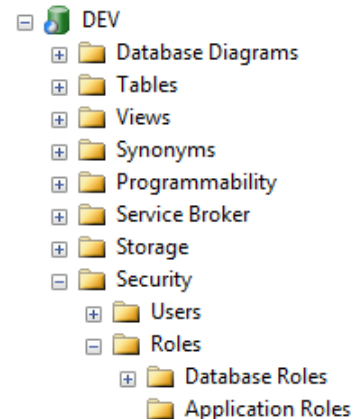 DEV
Database Diagrams
Tables
Views
Synonyms
Programmability
Service Broker
Storage
Security
Users
Roles
Database Roles
Application Roles